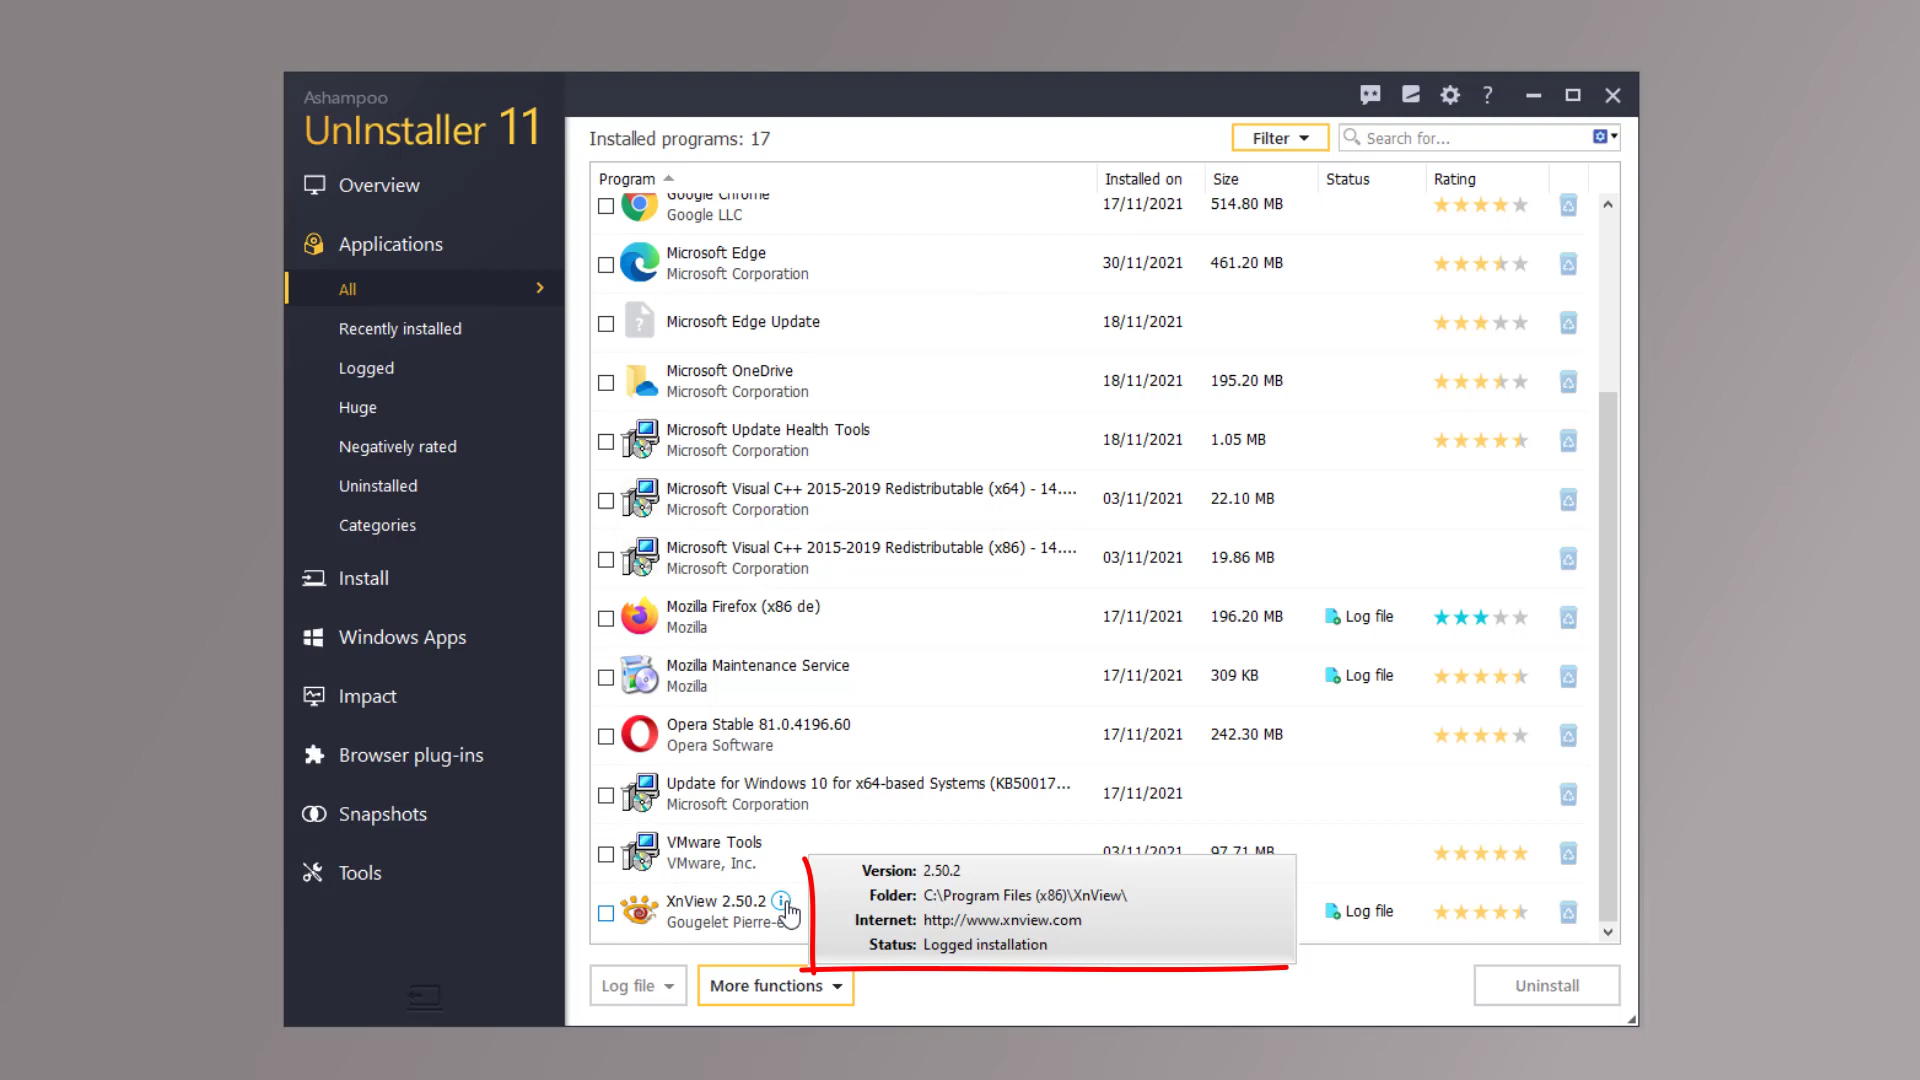 Ashampoo
UnInstaller 11
Overview
Applications
All
Recently installed
Logged
Huge
Negatively rated
Uninstalled
Categories
Install
Windows Apps
Impact
Browser plug-ins
Snapshots
Tools
?
Installed programs: 17
Filter
Search for...
Program Installed on Size Status Rating
Google Chrome
Google LLC
17/11/2021 514.80 MB
Microsoft Edge
Microsoft Corporation
30/11/2021 461.20 MB
Microsoft Edge Update
18/11/2021
Microsoft OneDrive
Microsoft Corporation
18/11/2021 195.20 MB
Microsoft Update Health Tools
Microsoft Corporation
18/11/2021 1.05 MB
Microsoft Visual C++ 2015-2019 Redistributable (x64) - 14....
Microsoft Corporation
03/11/2021 22.10 MB
Microsoft Visual C++ 2015-2019 Redistributable (x86) - 14....
Microsoft Corporation
03/11/2021 19.86 MB
Mozilla Firefox (x86 de)
Mozilla
17/11/2021 196.20 MB Log file
Mozilla Maintenance Service
Mozilla
17/11/2021 309 KB Log file
Opera Stable 81.0.4196.60
Opera Software
17/11/2021 242.30 MB
Update for Windows 10 for x64-based Systems (KB50017...
Microsoft Corporation
17/11/2021
VMware Tools
VMware, Inc.
03/11/2021 97.71 MB
XnView 2.50.2
Gougelet Pierre-e
Log file
Version: 2.50.2
Folder: C:\Program Files (x86)\XnView\
Internet: http://www.xnview.com
Status: Logged installation
Log file
More functions
Uninstall